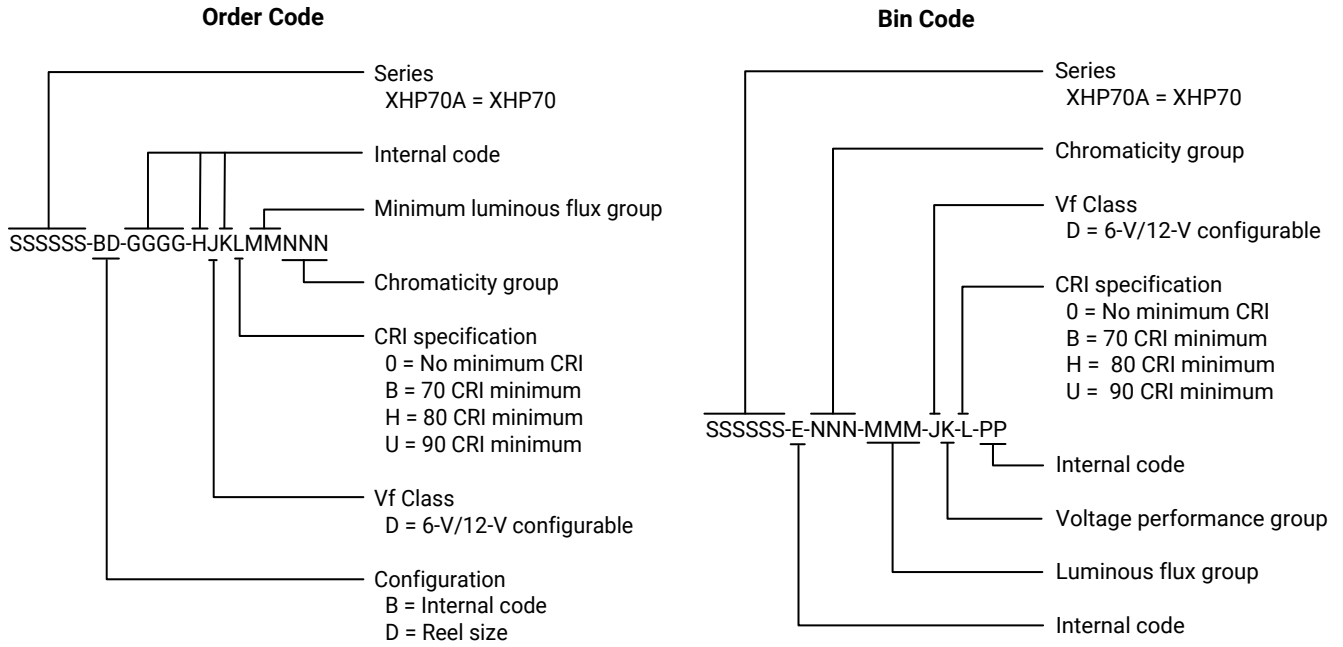 Order Code
Series
XHP70A = XHP70
Internal code
Minimum luminous flux group
SSSSSS-BD-GGGG-HJKLMMNNN
Chromaticity group
CRI specification
0 = No minimum CRI
B = 70 CRI minimum
H = 80 CRI minimum
U = 90 CRI minimum
Vf Class
D = 6-V/12-V configurable
Configuration
B = Internal code
D = Reel size
Bin Code
Series
XHP70A = XHP70
Chromaticity group
Vf Class
D = 6-V/12-V configurable
CRI specification
0 = No minimum CRI
B = 70 CRI minimum
H = 80 CRI minimum
U = 90 CRI minimum
SSSSSS-E-NNN-MMM-JK-L-PP
Internal code
Voltage performance group
Luminous flux group
Internal code